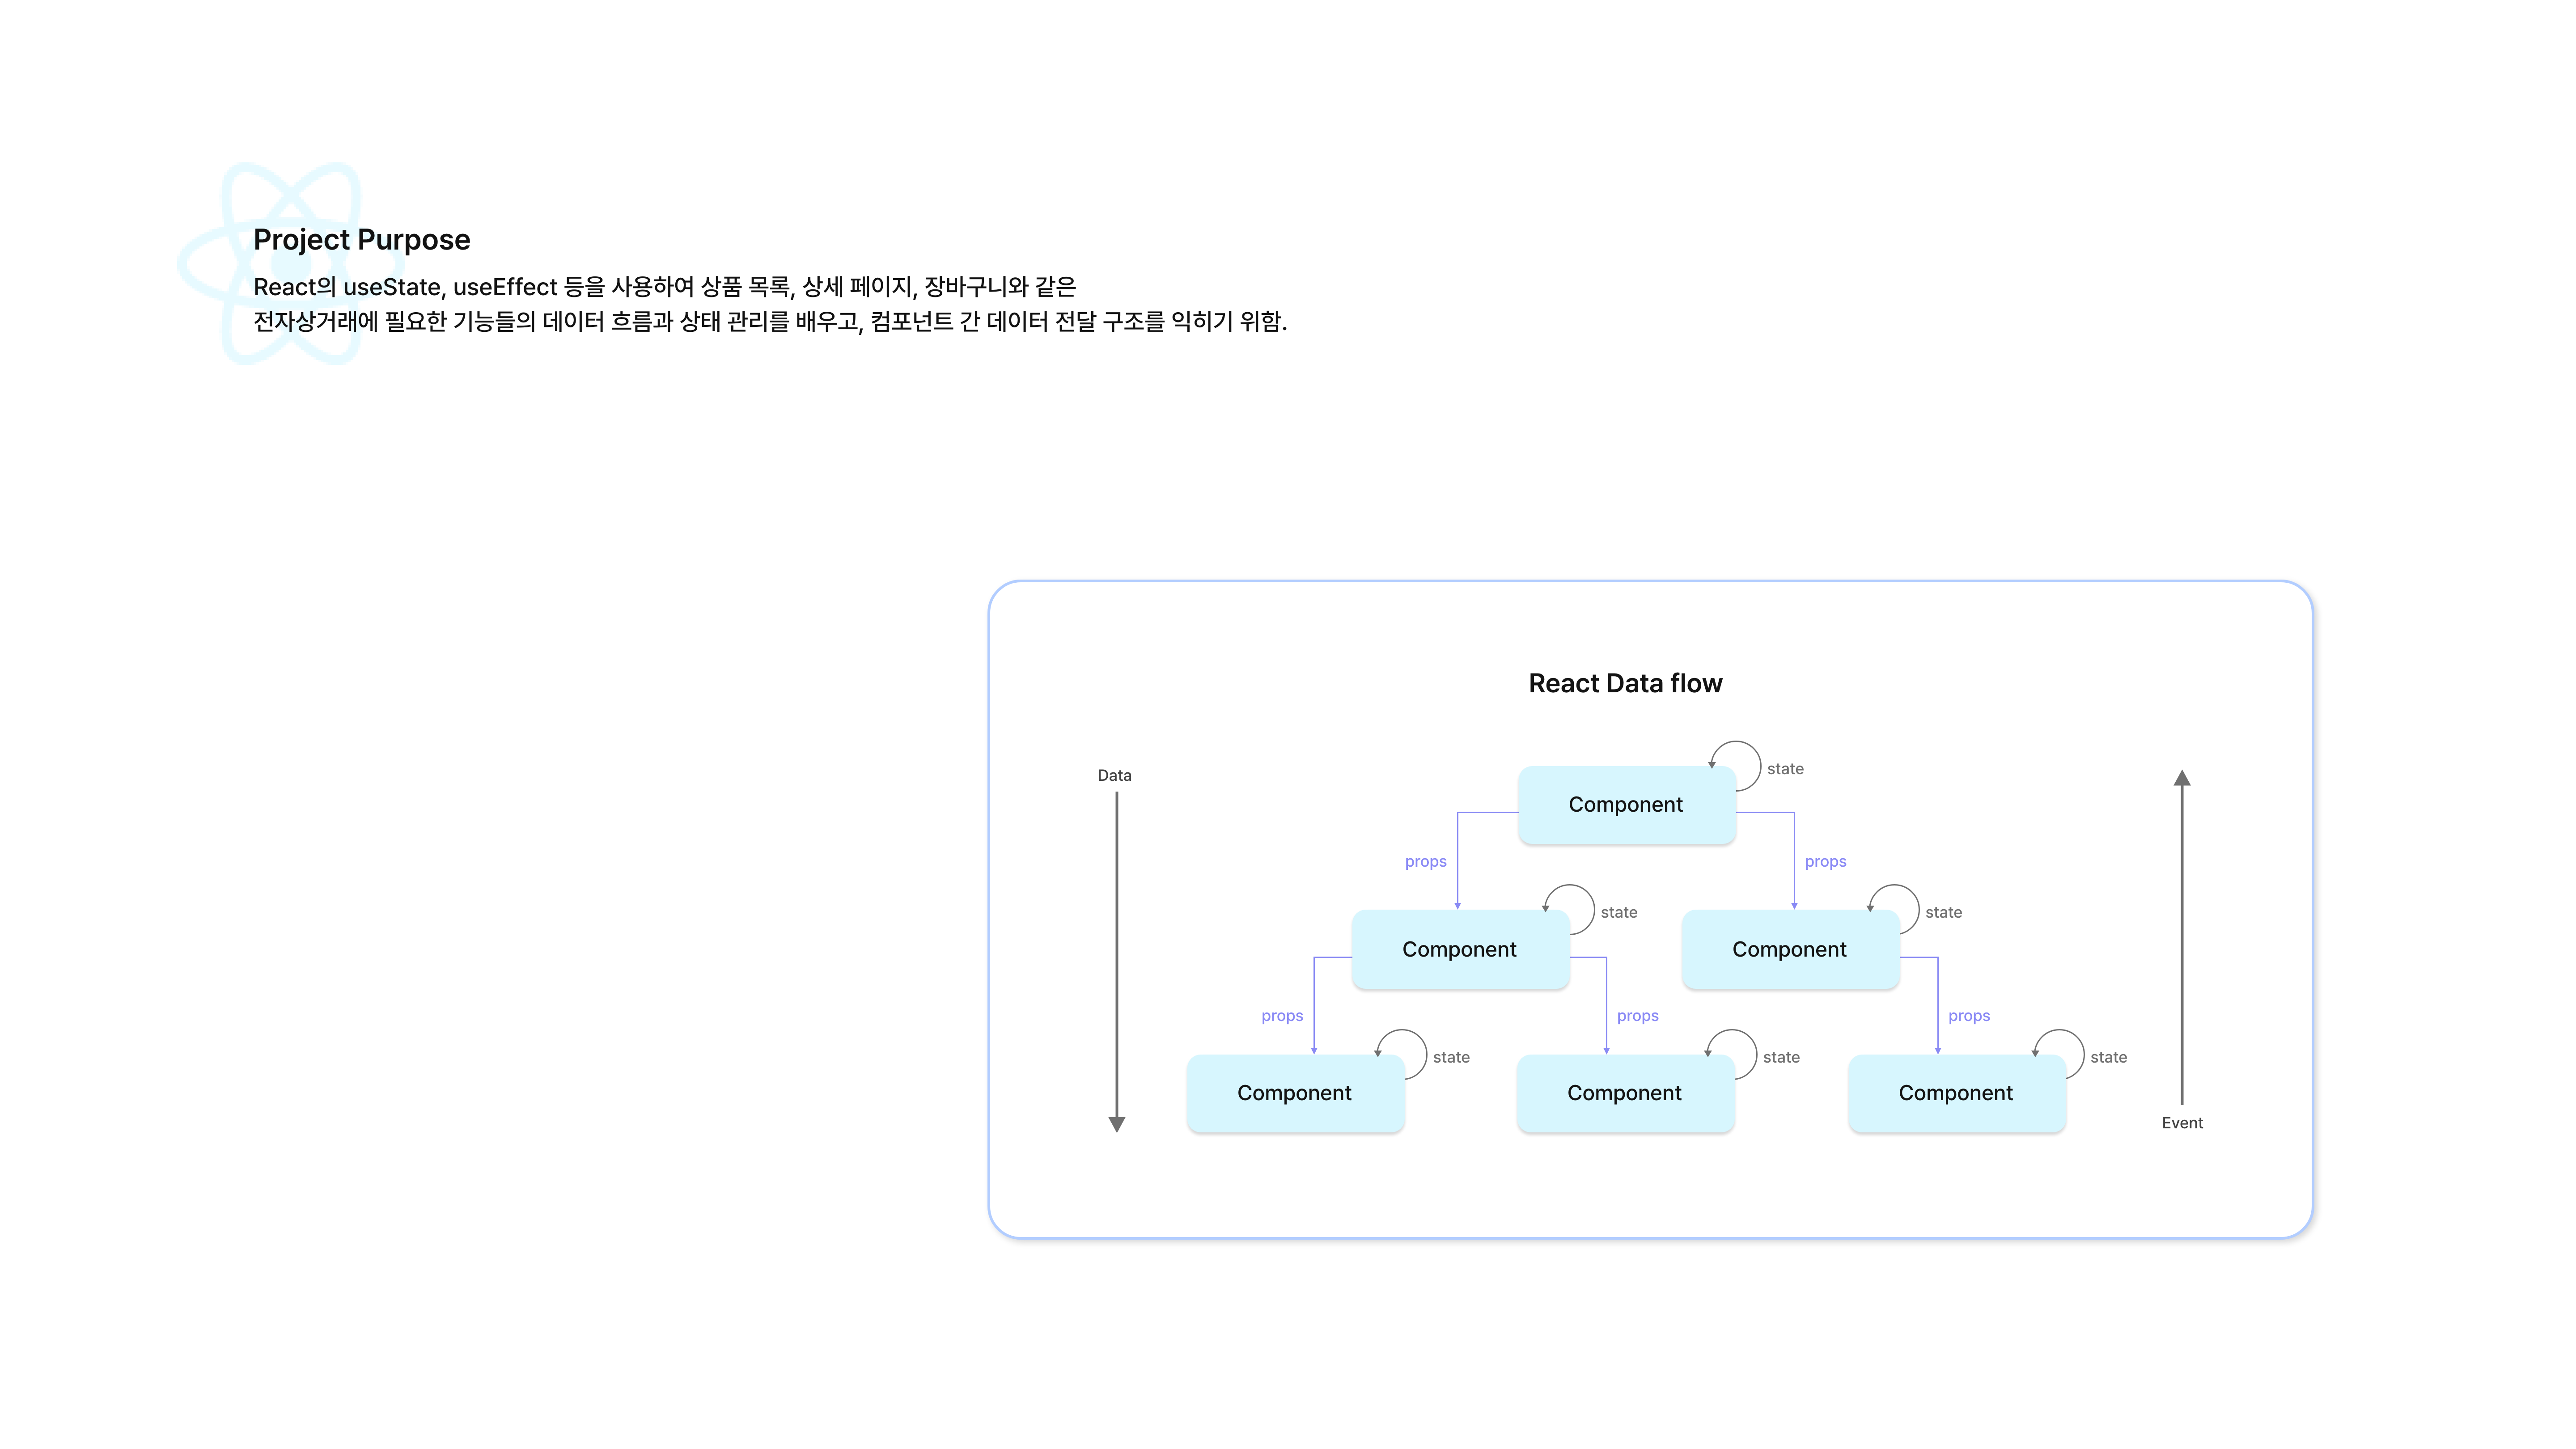 Project Purpose
React의 useState, useEffect 등을 사용하여 상품 목록, 상세 페이지, 장바구니와 같은
전자상거래에 필요한 기능들의 데이터 흐름과 상태 관리를 배우고, 컴포넌트 간 데이터 전달 구조를 익히기 위함.
React Data flow
Data
state
Component
props
props
state
state
Component
Component
props
props
props
state
state
state
Component
Component
Component
Event